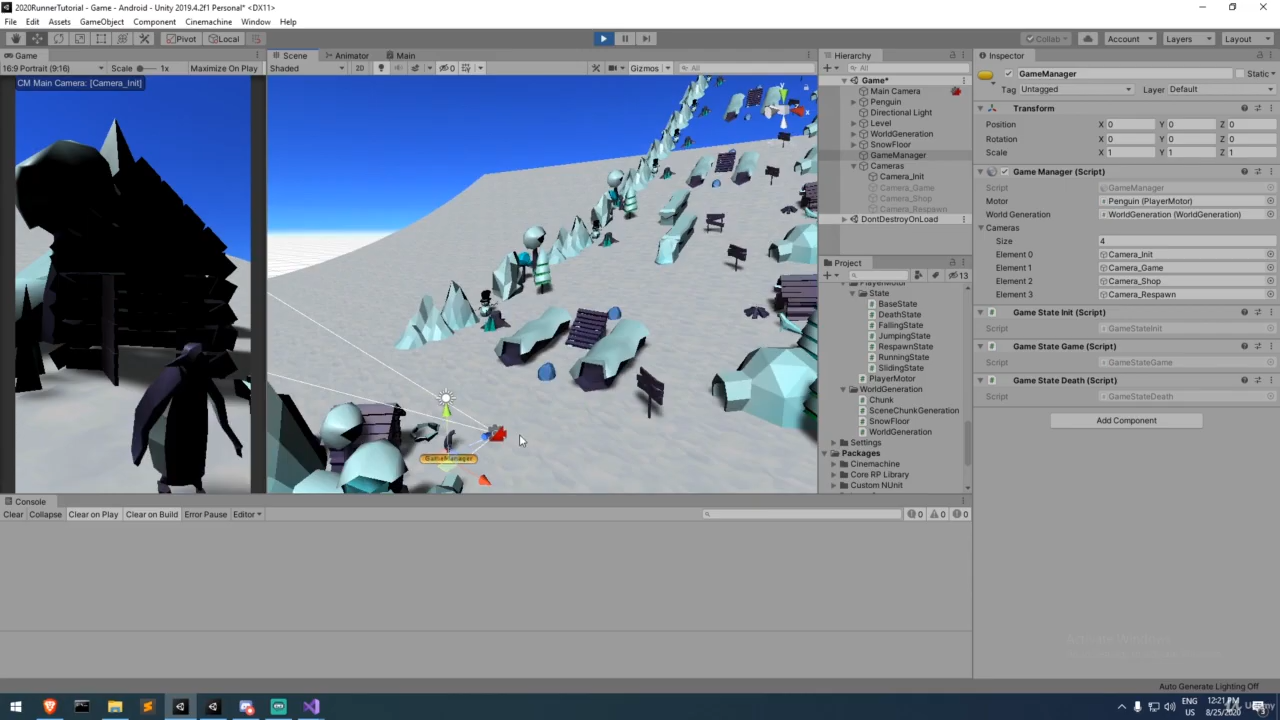 2020RunnerTutorial - Game - Android - Unity 2019.4.2f1 Personal* <DX11>
File Edit Assets GameObject Component Cinemachine Window Help
Pivot Local Collab Account Layers Layout
Game Scene Animator Main Hierarchy Inspector
16:9 Portrait (9:16) Scale 1x Maximize On Play Shaded 2D 0 Gizmos All All
CM Main Camera: [Camera_Init]
GameManager
Game*
Main Camera
Penguin
Directional Light
Level
WorldGeneration
SnowFloor
GameManager
Cameras
Camera_Init
Camera_Game
Camera_Shop
Camera_Respawn
DontDestroyOnLoad
Project
13
PlayerMotor
State
BaseState
DeathState
FallingState
JumpingState
RespawnState
RunningState
SlidingState
PlayerMotor
WorldGeneration
Chunk
SceneChunkGeneration
SnowFloor
WorldGeneration
Settings
Packages
Cinemachine
Core RP Library
Custom NUnit
GameManager Static
Tag Untagged Layer Default
Transform
Position X 0 Y 0 Z 0
Rotation X 0 Y 0 Z 0
Scale X 1 Y 1 Z 1
Game Manager (Script)
Script GameManager
Motor Penguin (PlayerMotor)
World Generation WorldGeneration (WorldGeneration)
Cameras
Size 4
Element 0 Camera_Init
Element 1 Camera_Game
Element 2 Camera_Shop
Element 3 Camera_Respawn
Game State Init (Script)
Script GameStateInit
Game State Game (Script)
Script GameStateGame
Game State Death (Script)
Script GameStateDeath
Add Component
Console
Clear Collapse Clear on Play Clear on Build Error Pause Editor 0 0 0
Activate Windows
Auto Generate Lighting Off
ENG 12:21 PM
US 8/25/2020
Udemy